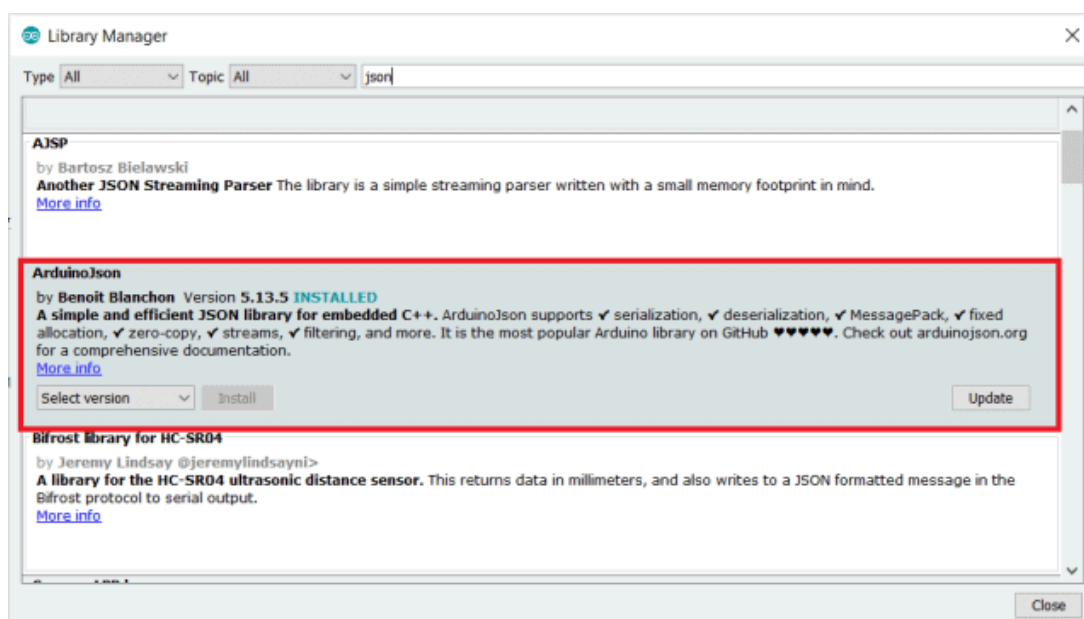 Library Manager
Type All Topic All json
AJSP
by Bartosz Bielawski
Another JSON Streaming Parser The library is a simple streaming parser written with a small memory footprint in mind.
More info
ArduinoJson
by Benoit Blanchon Version 5.13.5 INSTALLED
A simple and efficient JSON library for embedded C++. ArduinoJson supports ✔ serialization, ✔ deserialization, ✔ MessagePack, ✔ fixed
allocation, ✔ zero-copy, ✔ streams, ✔ filtering, and more. It is the most popular Arduino library on GitHub ♥♥♥♥♥. Check out arduinojson.org
for a comprehensive documentation.
More info
Select version Install Update
Bifrost library for HC-SR04
by Jeremy Lindsay @jeremylindsayni>
A library for the HC-SR04 ultrasonic distance sensor. This returns data in millimeters, and also writes to a JSON formatted message in the
Bifrost protocol to serial output.
More info
Close